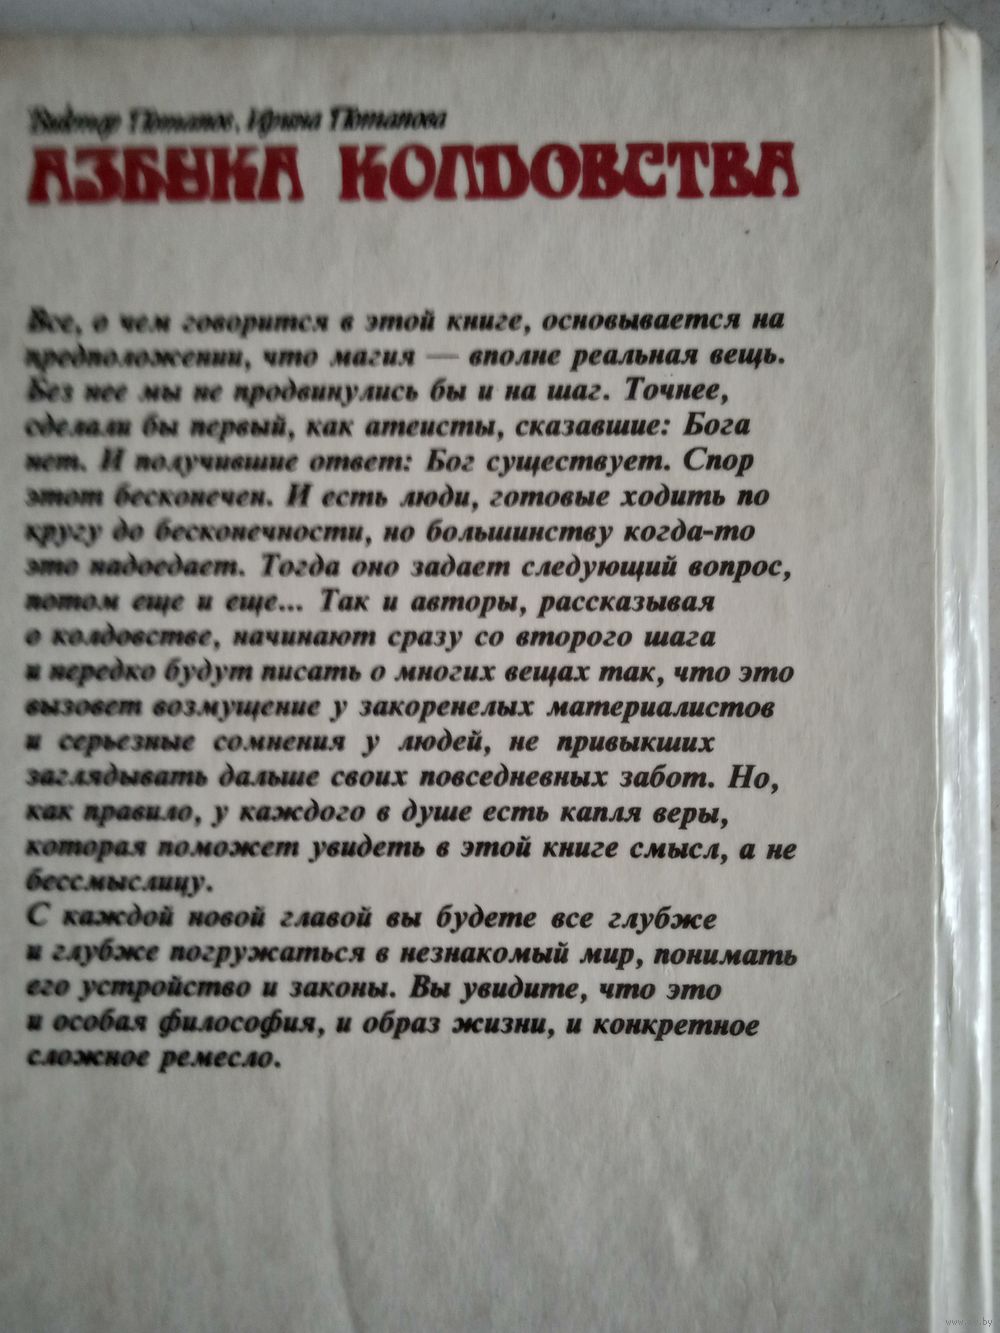 Виктор Потапов, Ирина Потапова
АЗБУКА КОЛДОВСТВА
Все, о чем говорится в этой книге, основывается на
предположении, что магия — вполне реальная вещь.
Без нее мы не продвинулись бы и на шаг. Точнее,
сделали бы первый, как атеисты, сказавшие: Бога
нет. И получившие ответ: Бог существует. Спор
этот бесконечен. И есть люди, готовые ходить по
кругу до бесконечности, но большинству когда-то
это надоедает. Тогда оно задает следующий вопрос,
потом еще и еще... Так и авторы, рассказывая
о колдовстве, начинают сразу со второго шага
и нередко будут писать о многих вещах так, что это
вызовет возмущение у закоренелых материалистов
и серьезные сомнения у людей, не привыкших
заглядывать дальше своих повседневных забот. Но,
как правило, у каждого в душе есть капля веры,
которая поможет увидеть в этой книге смысл, а не
бессмыслицу.
С каждой новой главой вы будете все глубже
и глубже погружаться в незнакомый мир, понимать
его устройство и законы. Вы увидите, что это
и особая философия, и образ жизни, и конкретное
сложное ремесло.